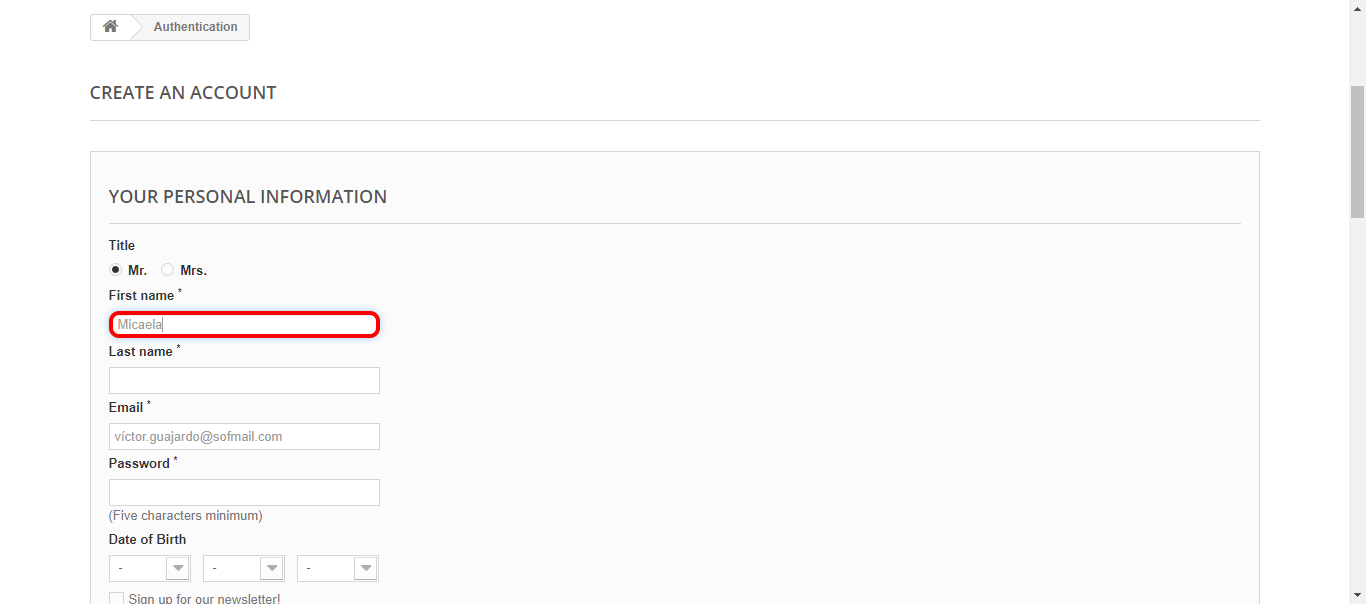 Authentication
CREATE AN ACCOUNT
YOUR PERSONAL INFORMATION
Title
Mr. Mrs.
First name *
Micaela
Last name *
Email *
víctor.guajardo@sofmail.com
Password *
(Five characters minimum)
Date of Birth
- - -
Sign up for our newsletter!